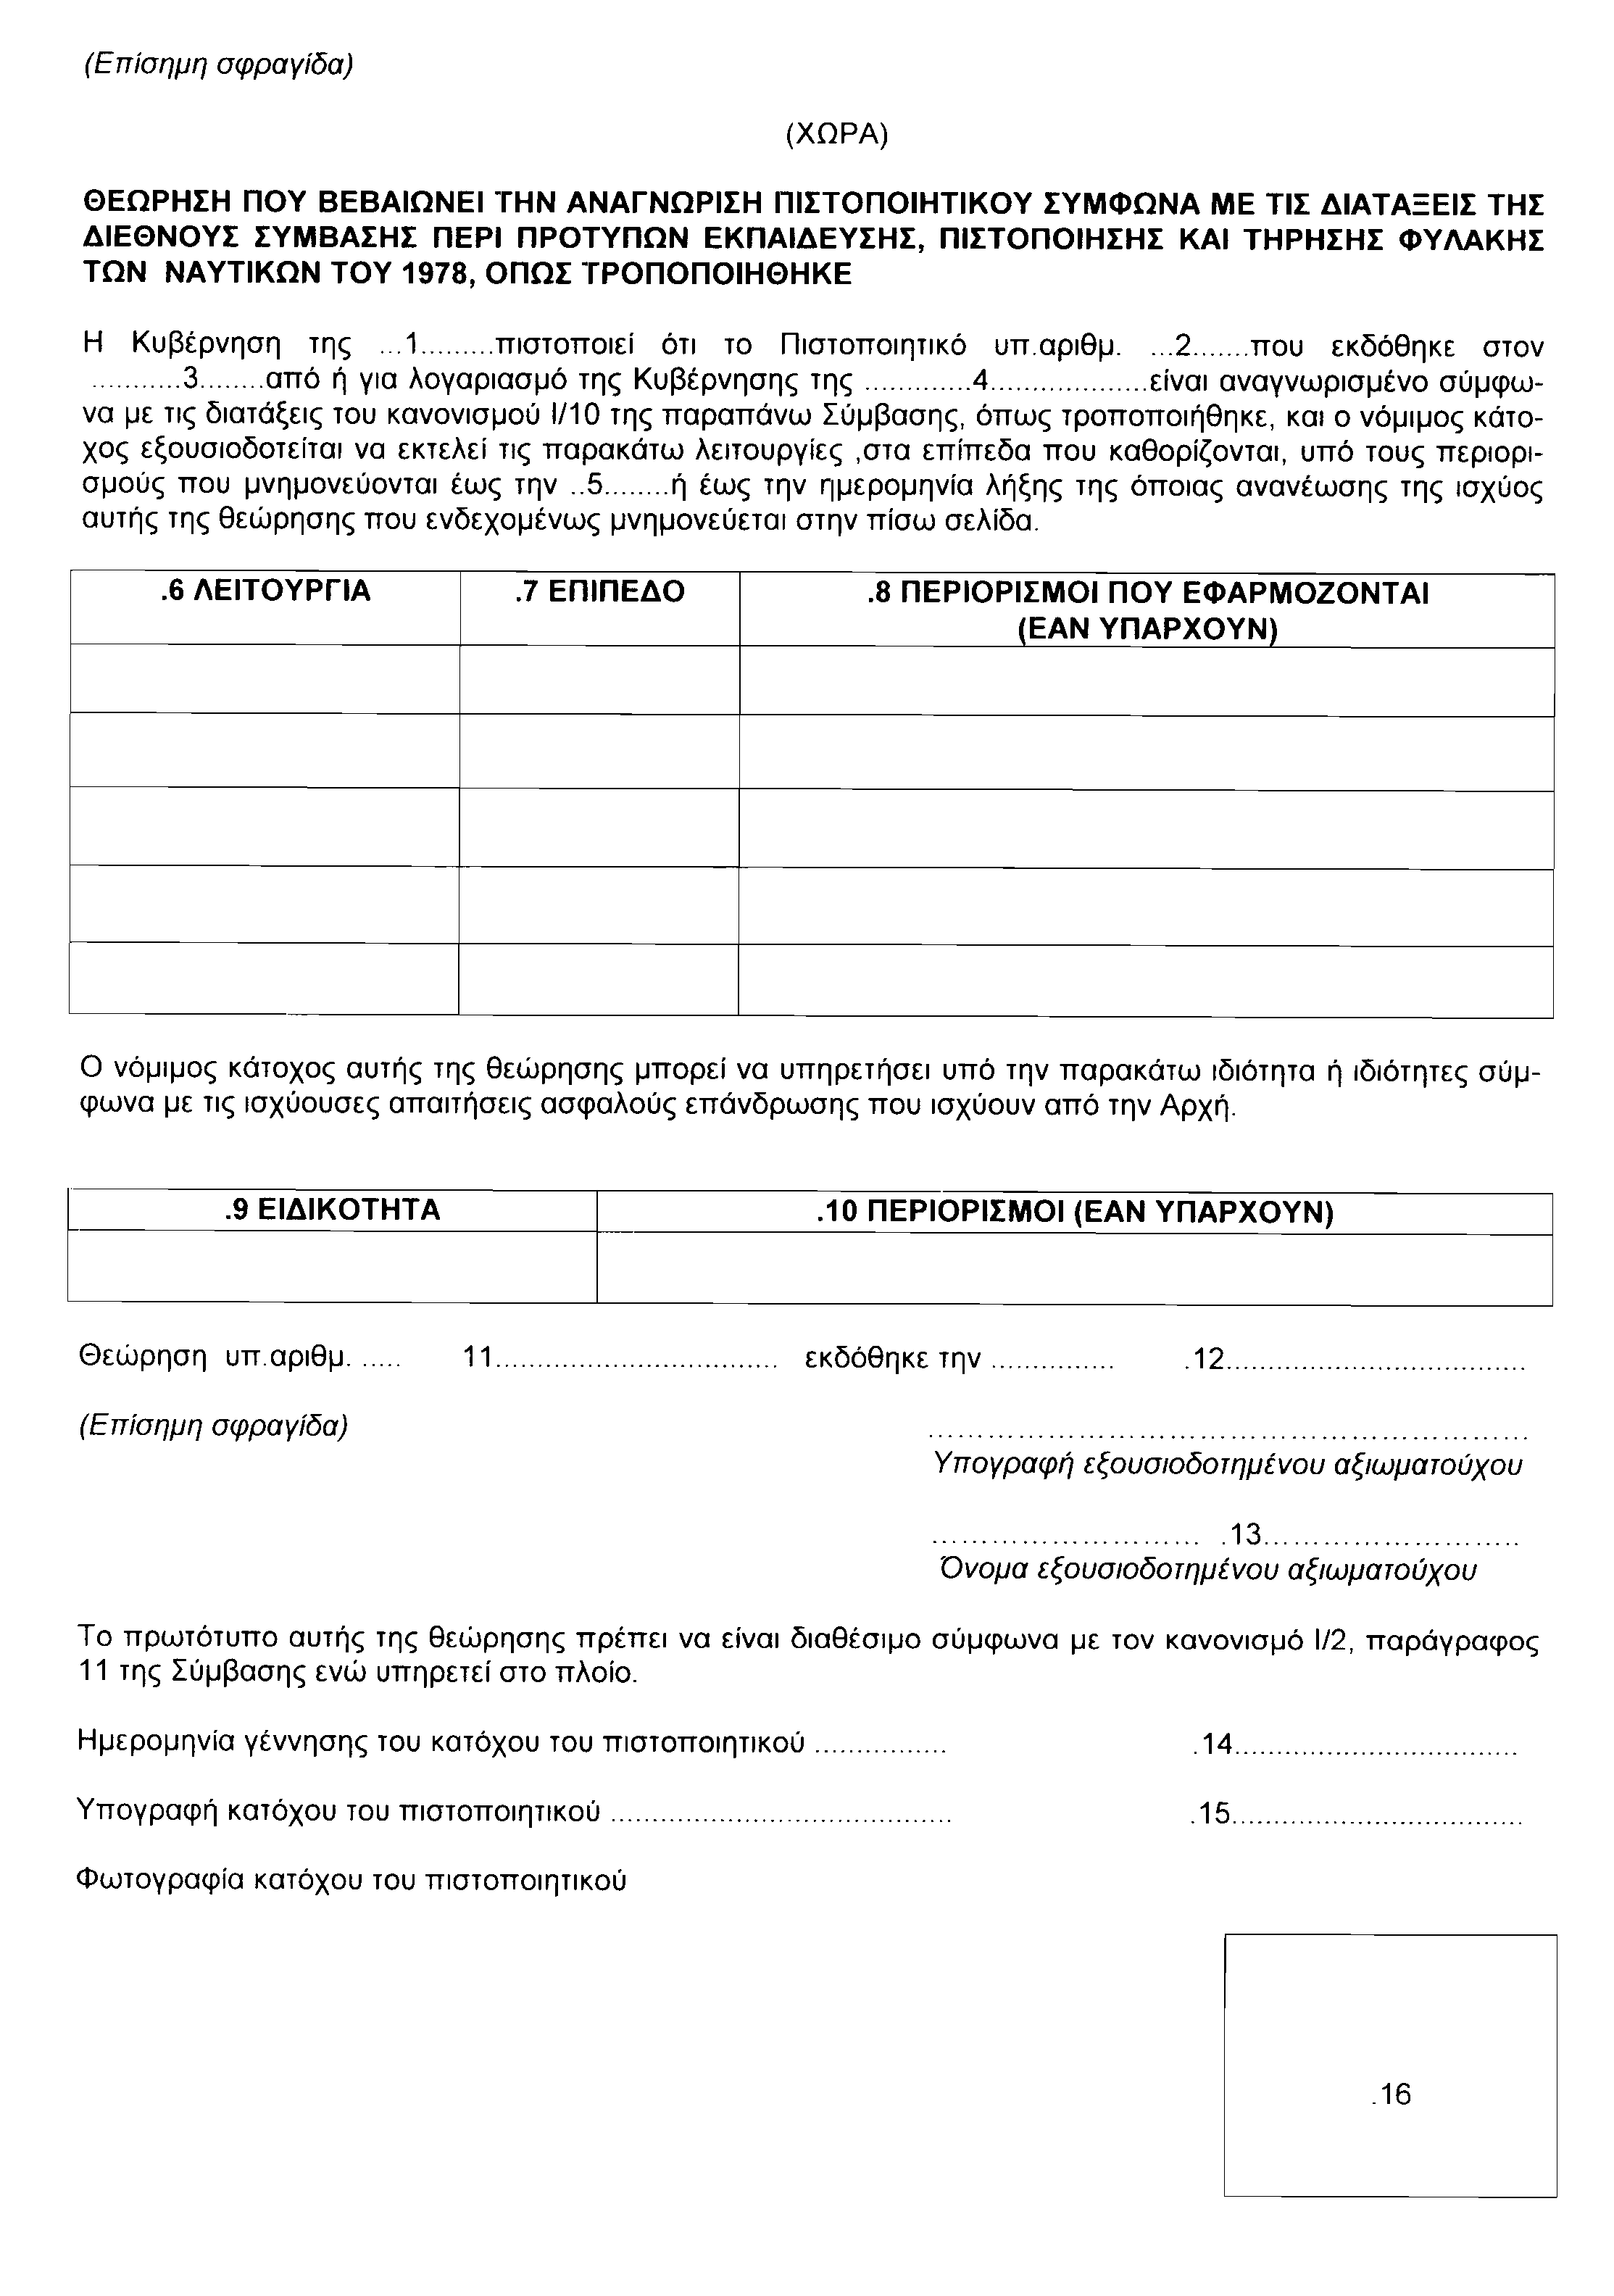 (Επίσημη σφραγίδα)
(ΧΩΡΑ)
ΘΕΩΡΗΣΗ ΠΟΥ ΒΕΒΑΙΩΝΕΙ ΤΗΝ ΑΝΑΓΝΩΡΙΣΗ ΠΙΣΤΟΠΟΙΗΤΙΚΟΥ ΣΥΜΦΩΝΑ ΜΕ ΤΙΣ ΔΙΑΤΑΞΕΙΣ ΤΗΣ
ΔΙΕΘΝΟΥΣ ΣΥΜΒΑΣΗΣ ΠΕΡΙ ΠΡΟΤΥΠΩΝ ΕΚΠΑΙΔΕΥΣΗΣ, ΠΙΣΤΟΠΟΙΗΣΗΣ ΚΑΙ ΤΗΡΗΣΗΣ ΦΥΛΑΚΗΣ
ΤΩΝ ΝΑΥΤΙΚΩΝ ΤΟΥ 1978, ΟΠΩΣ ΤΡΟΠΟΠΟΙΗΘΗΚΕ
Η Κυβέρνηση της ...1.........πιστοποιεί ότι το Πιστοποιητικό υπ.αριθμ. ...2.......που εκδόθηκε στον
...........3........από ή για λογαριασμό της Κυβέρνησης της .............4...................είναι αναγνωρισμένο σύμφω-
να με τις διατάξεις του κανονισμού Ι/10 της παραπάνω Σύμβασης, όπως τροποποιήθηκε, και ο νόμιμος κάτο-
χος εξουσιοδοτείται να εκτελεί τις παρακάτω λειτουργίες ,στα επίπεδα που καθορίζονται, υπό τους περιορι-
σμούς που μνημονεύονται έως την ..5........ή έως την ημερομηνία λήξης της όποιας ανανέωσης της ισχύος
αυτής της θεώρησης που ενδεχομένως μνημονεύεται στην πίσω σελίδα.
.6 ΛΕΙΤΟΥΡΓΙΑ .7 ΕΠΙΠΕΔΟ .8 ΠΕΡΙΟΡΙΣΜΟΙ ΠΟΥ ΕΦΑΡΜΟΖΟΝΤΑΙ
(ΕΑΝ ΥΠΑΡΧΟΥΝ)
Ο νόμιμος κάτοχος αυτής της θεώρησης μπορεί να υπηρετήσει υπό την παρακάτω ιδιότητα ή ιδιότητες σύμ-
φωνα με τις ισχύουσες απαιτήσεις ασφαλούς επάνδρωσης που ισχύουν από την Αρχή.
.9 ΕΙΔΙΚΟΤΗΤΑ .10 ΠΕΡΙΟΡΙΣΜΟΙ (ΕΑΝ ΥΠΑΡΧΟΥΝ)
Θεώρηση υπ.αριθμ. ..... 11.................................. εκδόθηκε την ............... .12....................................
(Επίσημη σφραγίδα)
..........................................................
Υπογραφή εξουσιοδοτημένου αξιωματούχου
........................... .13..........................
Όνομα εξουσιοδοτημένου αξιωματούχου
Το πρωτότυπο αυτής της θεώρησης πρέπει να είναι διαθέσιμο σύμφωνα με τον κανονισμό Ι/2, παράγραφος
11 της Σύμβασης ενώ υπηρετεί στο πλοίο.
Ημερομηνία γέννησης του κατόχου του πιστοποιητικού ................ .14..................................
Υπογραφή κατόχου του πιστοποιητικού ......................................... .15...................................
Φωτογραφία κατόχου του πιστοποιητικού
.16